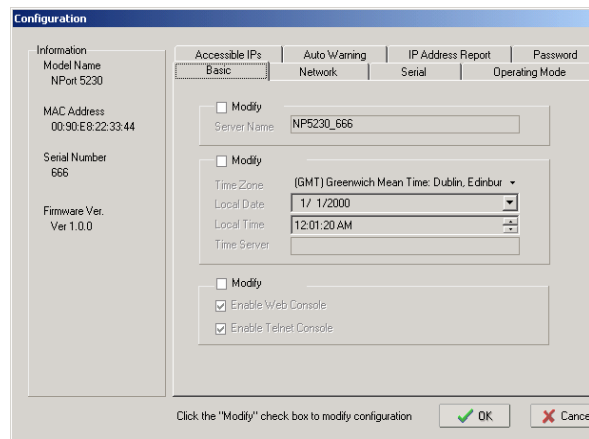 Configuration
Information
Model Name
NPort 5230
MAC Address
00:90:E8:22:33:44
Serial Number
666
Firmware Ver.
Ver 1.0.0
Accessible IPs Auto Warning IP Address Report Password
Basic Network Serial Operating Mode
Modify
Server Name NP5230_666
Modify
Time Zone (GMT) Greenwich Mean Time: Dublin, Edinbur
Local Date 1/ 1/2000
Local Time 12:01:20 AM
Time Server
Modify
Enable Web Console
Enable Telnet Console
Click the "Modify" check box to modify configuration OK Cance